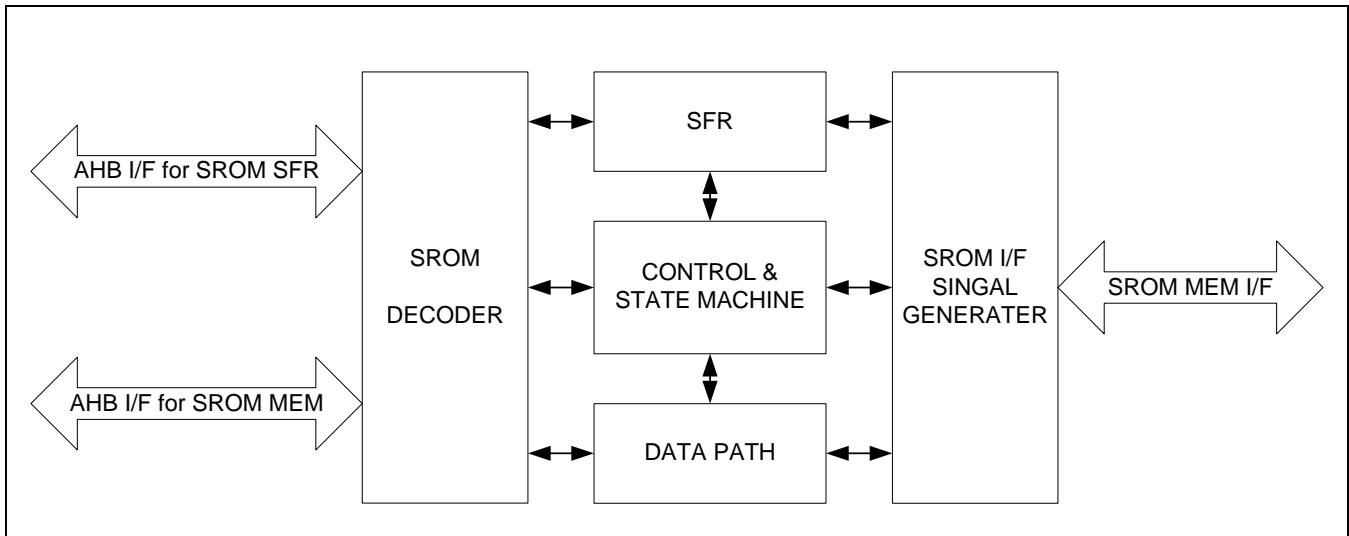 AHB I/F for SROM SFR
AHB I/F for SROM MEM
SROM
DECODER
SFR
CONTROL &
STATE MACHINE
DATA PATH
SROM I/F
SINGAL
GENERATER
SROM MEM I/F